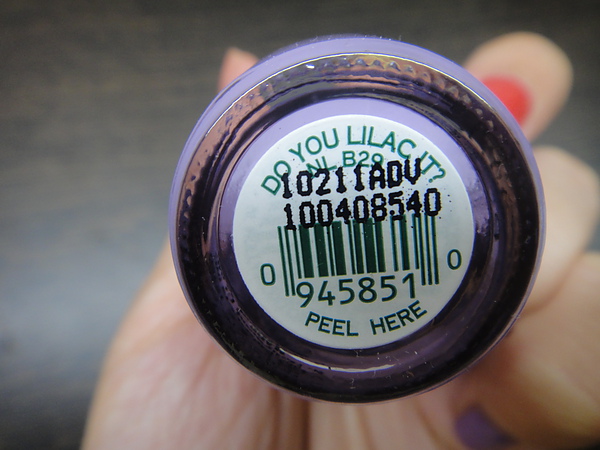 DO YOU LILAC IT?
NL B29
10211ADV
100408540
0 945851 0
PEEL HERE